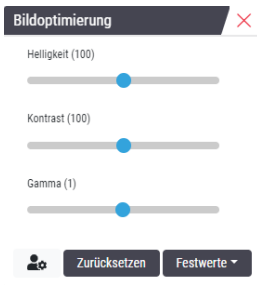 Bildoptimierung
Helligkeit (100)
Kontrast (100)
Gamma (1)
Zurücksetzen Festwerte